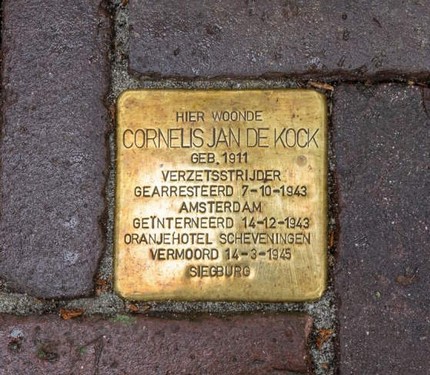 HIER WOONDE
CORNELIS JAN DE KOCK
GEB. 1911
VERZETSSTRIJDER
GEARRESTEERD 7-10-1943
AMSTERDAM
GEÏNTERNEERD 14-12-1943
ORANJEHOTEL SCHEVENINGEN
VERMOORD 14-3-1945
SIEGBURG